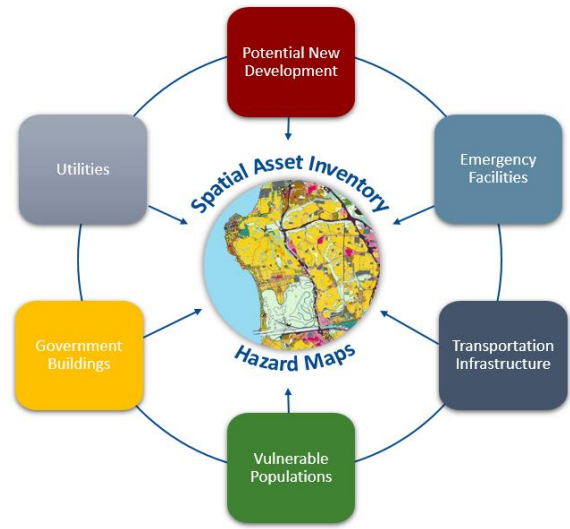 Potential New
Development
Utilities
Emergency
Facilities
Spatial Asset Inventory
Government
Buildings
Transportation
Infrastructure
Hazard Maps
Vulnerable
Populations